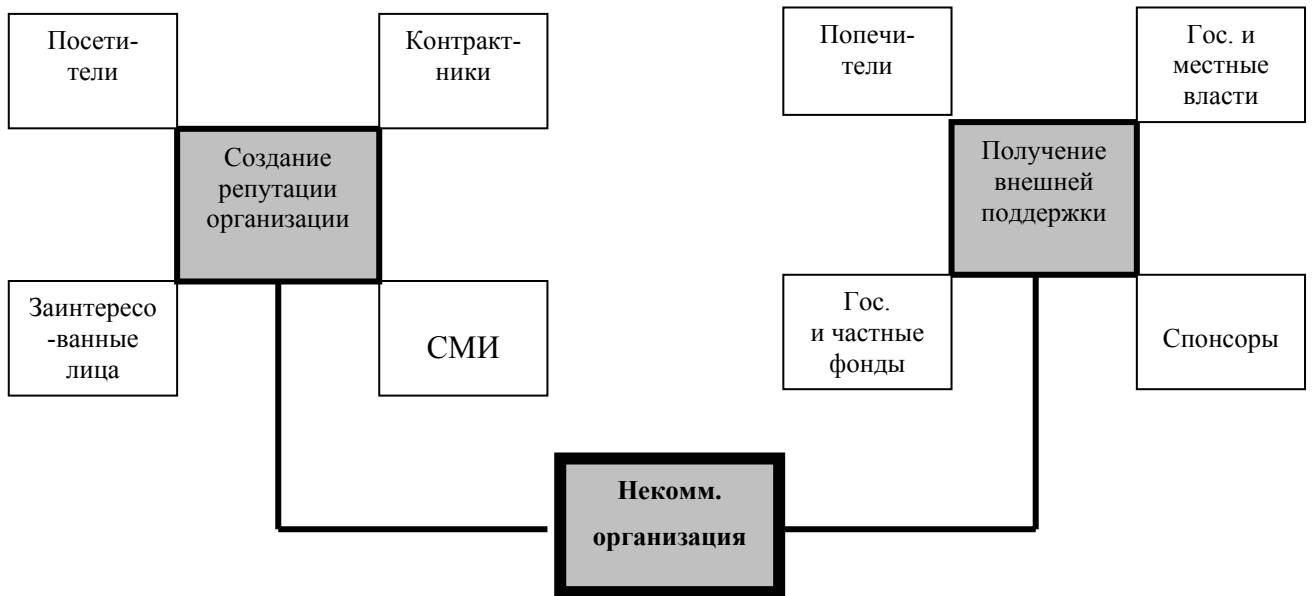 Посети-
тели
Контракт-
ники
Попечи-
тели
Гос. и
местные
власти
Создание
репутации
организации
Получение
внешней
поддержки
Заинтересо
-ванные
лица
СМИ
Гос.
и частные
фонды
Спонсоры
Некомм.
организация